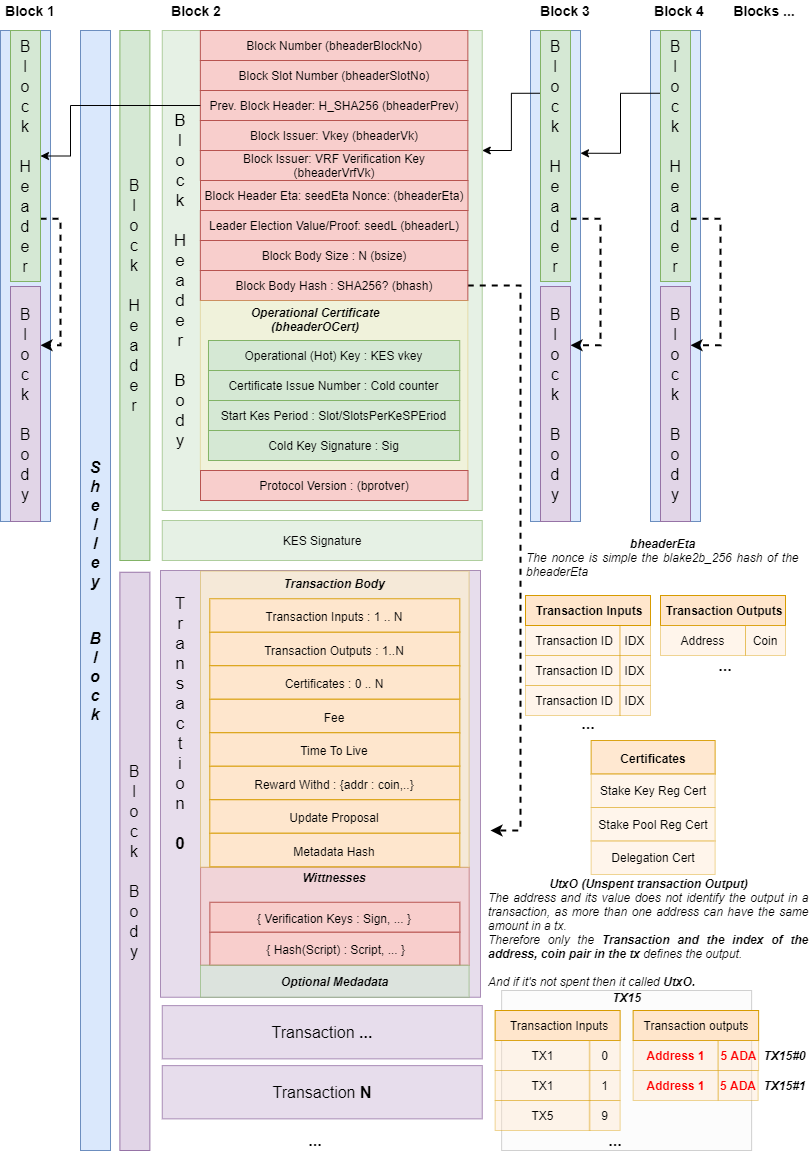 Block 1
Block 2
Block 3
Block 4
Blocks ...
Block Header
Block Body
Shelley Block
Block Header
Block Header Body
Block Number (bheaderBlockNo)
Block Slot Number (bheaderSlotNo)
Prev. Block Header: H_SHA256 (bheaderPrev)
Block Issuer: Vkey (bheaderVk)
Block Issuer: VRF Verification Key
(bheaderVrfVk)
Block Header Eta: seedEta Nonce: (bheaderEta)
Leader Election Value/Proof: seedL (bheaderL)
Block Body Size : N (bsize)
Block Body Hash : SHA256? (bhash)
Operational Certificate
(bheaderOCert)
Operational (Hot) Key : KES vkey
Certificate Issue Number : Cold counter
Start Kes Period : Slot/SlotsPerKeSPEriod
Cold Key Signature : Sig
Protocol Version : (bprotver)
KES Signature
Block Header
Block Body
Block Header
Block Body
Block Body
Transaction 0
Transaction Body
Transaction Inputs : 1 .. N
Transaction Outputs : 1..N
Certificates : 0 .. N
Fee
Time To Live
Reward Withd : {addr : coin,..}
Update Proposal
Metadata Hash
Wittnesses
{ Verification Keys : Sign, ... }
{ Hash(Script) : Script, ... }
Optional Medadata
Transaction ...
Transaction N
...
bheaderEta
The nonce is simple the blake2b_256 hash of the
bheaderEta
Transaction Inputs
Transaction ID IDX
Transaction ID IDX
Transaction ID IDX
...
Transaction Outputs
Address Coin
...
Certificates
Stake Key Reg Cert
Stake Pool Reg Cert
Delegation Cert
UtxO (Unspent transaction Output)
The address and its value does not identify the output in a
transaction, as more than one address can have the same
amount in a tx.
Therefore only the Transaction and the index of the
address, coin pair in the tx defines the output.
And if it's not spent then it called UtxO.
TX15
Transaction Inputs
TX1 0
TX1 1
TX5 9
Transaction outputs
Address 1 5 ADA TX15#0
Address 1 5 ADA TX15#1
...